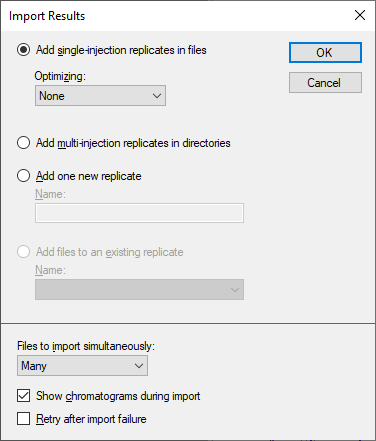 Import Results
Add single-injection replicates in files
OK
Optimizing:
None
Cancel
Add multi-injection replicates in directories
Add one new replicate
Name:
Add files to an existing replicate
Name:
Files to import simultaneously:
Many
Show chromatograms during import
Retry after import failure